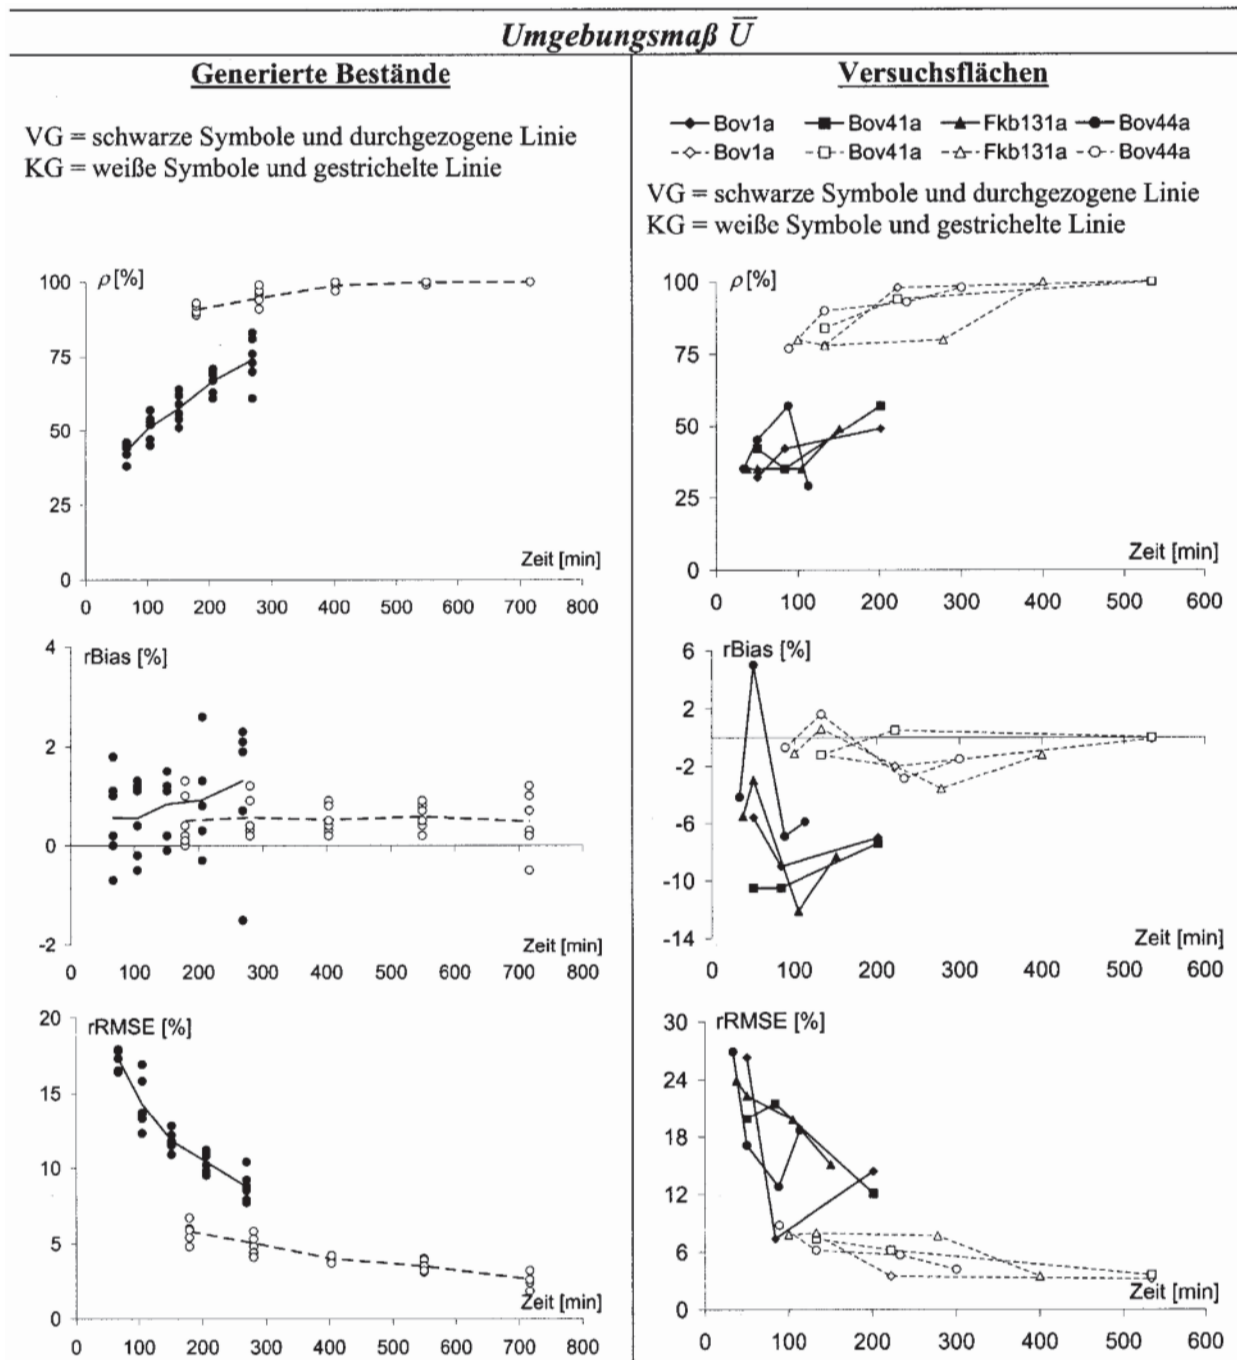 Umgebungsmaß U̅
Generierte Bestände
VG = schwarze Symbole und durchgezogene Linie
KG = weiße Symbole und gestrichelte Linie
Versuchsflächen
Bov1a Bov41a Fkb131a Bov44a
Bov1a Bov41a Fkb131a Bov44a
VG = schwarze Symbole und durchgezogene Linie
KG = weiße Symbole und gestrichelte Linie
ρ [%]
100
75
50
25
0
Zeit [min]
0 100 200 300 400 500 600 700 800
ρ [%]
100
75
50
25
0
Zeit [min]
0 100 200 300 400 500 600
rBias [%]
4
2
0
-2
Zeit [min]
0 100 200 300 400 500 600 700 800
rBias [%]
6
2
-2
-6
-10
-14
Zeit [min]
0 100 200 300 400 500 600
rRMSE [%]
20
15
10
5
0
Zeit [min]
0 100 200 300 400 500 600 700 800
rRMSE [%]
30
24
18
12
6
0
Zeit [min]
0 100 200 300 400 500 600